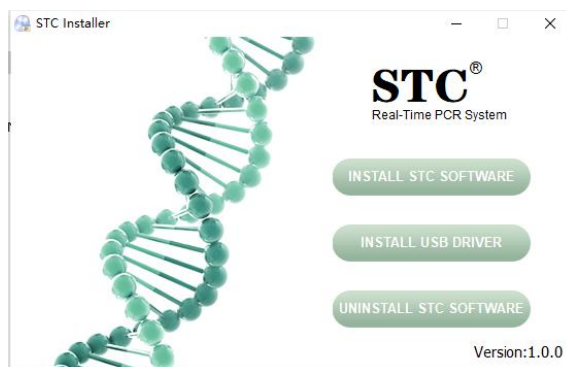 STC Installer
STC®
Real-Time PCR System
INSTALL STC SOFTWARE
INSTALL USB DRIVER
UNINSTALL STC SOFTWARE
Version:1.0.0